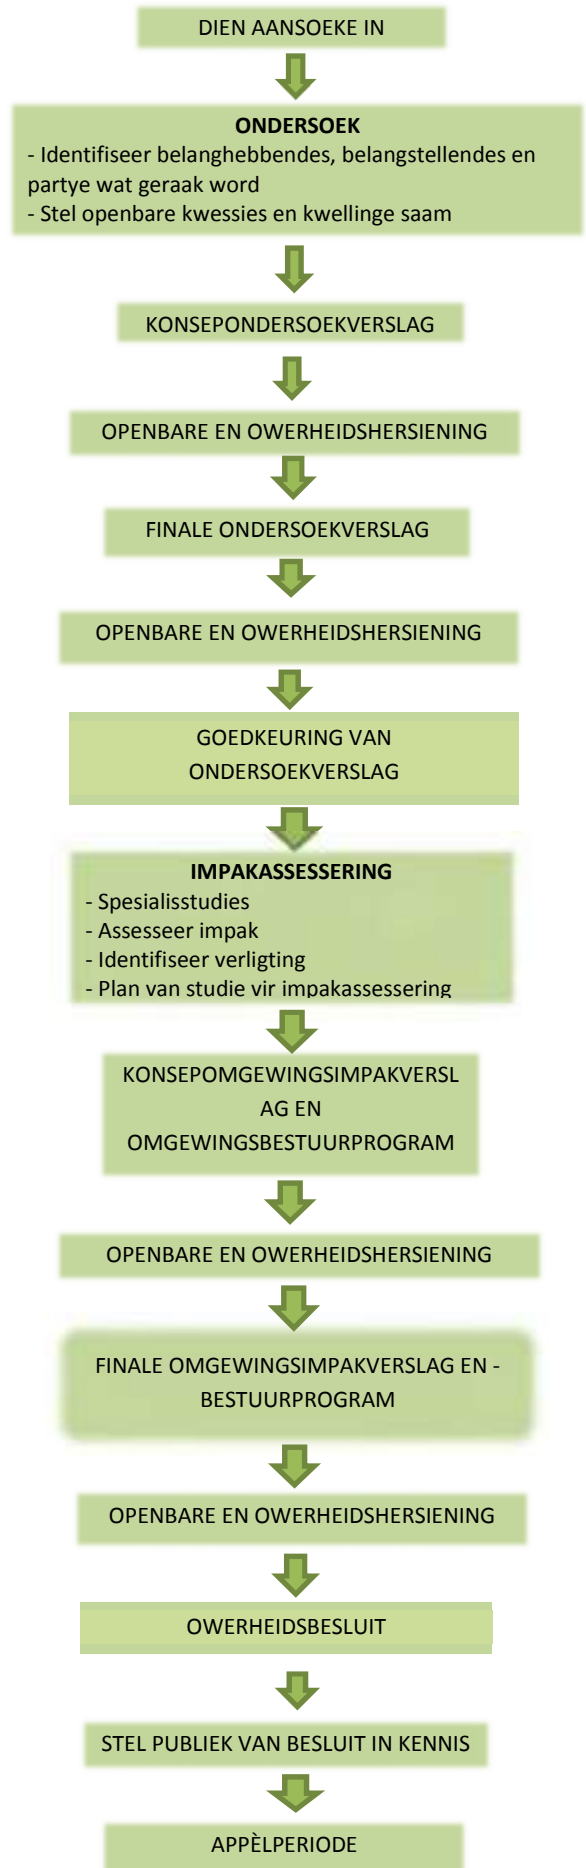 DIEN AANSOEKE IN
ONDERSOEK
- Identifiseer belanghebbendes, belangstellendes en
partye wat geraak word
- Stel openbare kwessies en kwellinge saam
KONSEPONDERSOEKVERSLAG
OPENBARE EN OWERHEIDSHERSIENING
FINALE ONDERSOEKVERSLAG
OPENBARE EN OWERHEIDSHERSIENING
GOEDKEURING VAN
ONDERSOEKVERSLAG
IMPAKASSESSERING
- Spesialisstudies
- Assesseer impak
- Identifiseer verligting
- Plan van studie vir impakassessering
KONSEPOMGEWINGSIMPAKVERSL
AG EN
OMGEWINGSBESTUURPROGRAM
OPENBARE EN OWERHEIDSHERSIENING
FINALE OMGEWINGSIMPAKVERSLAG EN -
BESTUURPROGRAM
OPENBARE EN OWERHEIDSHERSIENING
OWERHEIDSBESLUIT
STEL PUBLIEK VAN BESLUIT IN KENNIS
APPÈLPERIODE